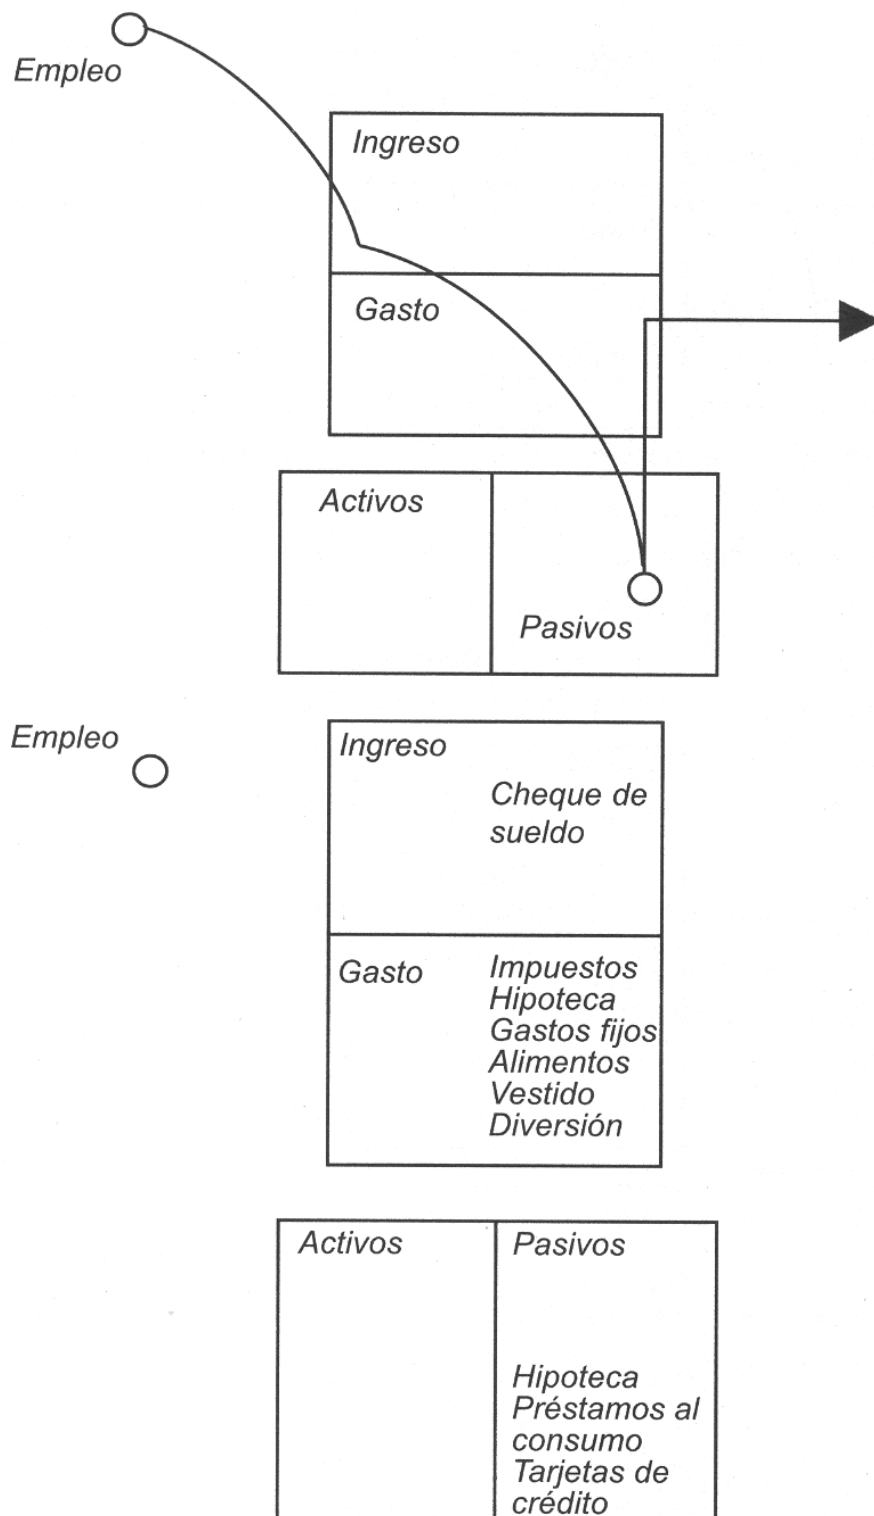 Empleo
Ingreso
Gasto
Activos
Pasivos
Empleo
Ingreso
Cheque de
sueldo
Gasto
Impuestos
Hipoteca
Gastos fijos
Alimentos
Vestido
Diversión
Activos
Pasivos
Hipoteca
Préstamos al
consumo
Tarjetas de
crédito